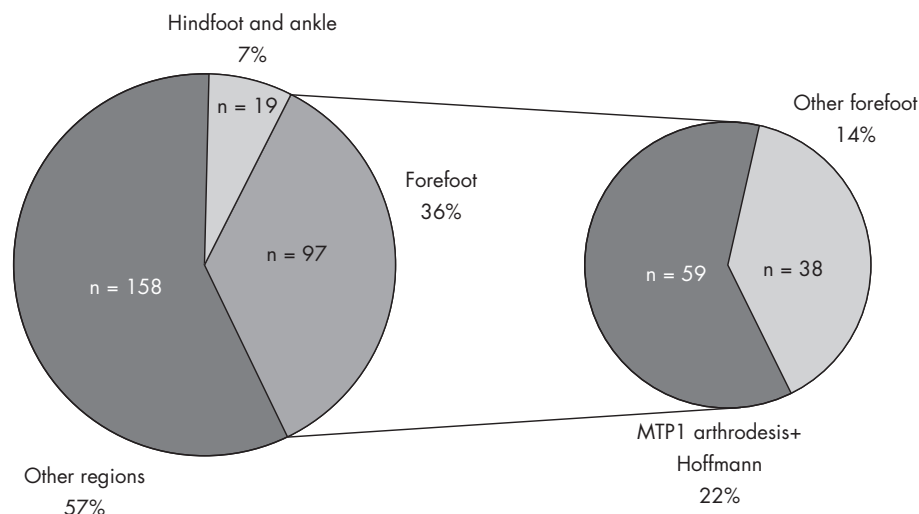 Hindfoot and ankle
7%
n = 19
Forefoot
36%
n = 97
n = 158
Other regions
57%
Other forefoot
14%
n = 59
n = 38
MTP1 arthrodesis+
Hoffmann
22%